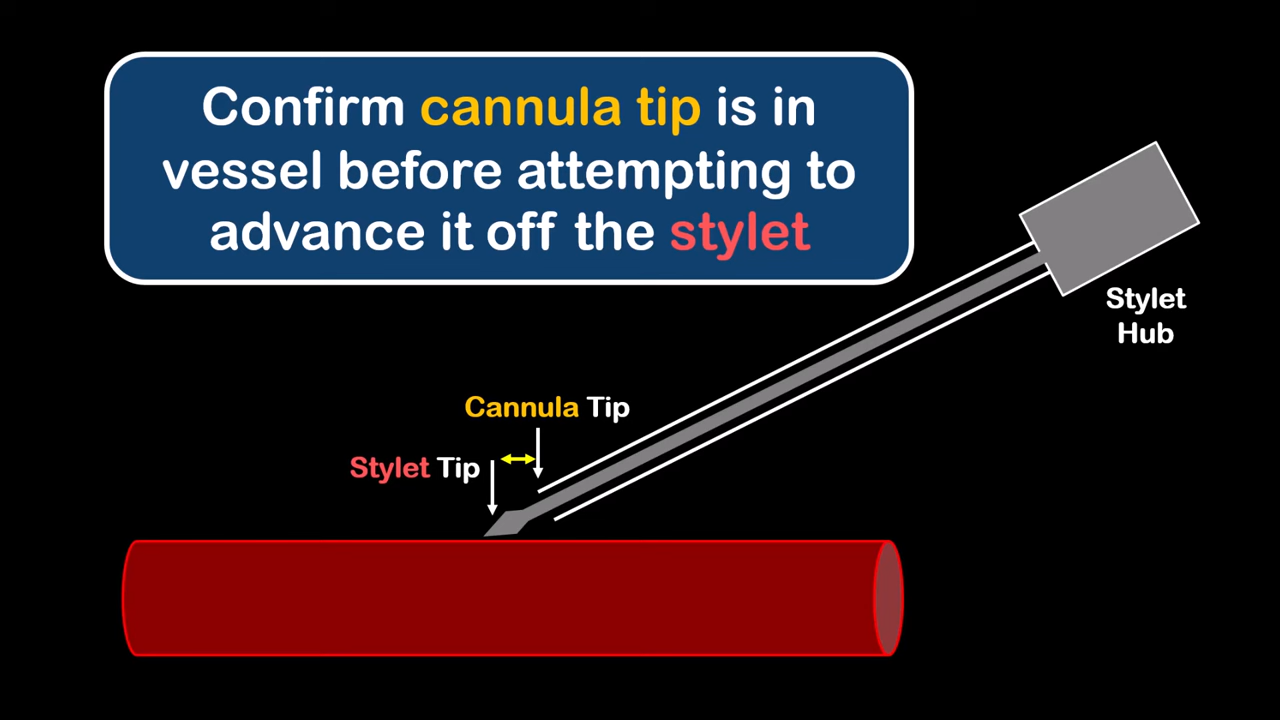 Confirm cannula tip is in
vessel before attempting to
advance it off the stylet
Stylet
Hub
Cannula Tip
Stylet Tip